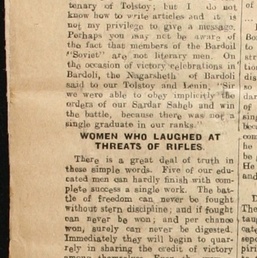 tenary of Tolstoy; but I do not
know how to write articles and it is
not my privilege to give a message.
Perhaps you may not be aware of
the fact that members of the Bardoli
"Soviet" are not literary men. On
the occasion of victory celebrations in
Bardoli, the Nagarsheth of Bardoli
said to our Tolstoy and Lenin; "Sir
we were able to obey implicitly the
orders of our Sardar Saheb and win
the battle, because there was not a
single graduate in our ranks."
WOMEN WHO LAUGHED AT
THREATS OF RIFLES.
There is a great deal of truth in
these simple words. Five of our edu-
cated men can hardly finish with com-
plete success a single work. The bat-
tle of freedom can never be fought
without stern discipline; and if fought
can never be won; and per chance
won, surely can never be digested.
Immediately they will begin to quar-
rel in sharing the credit of victory